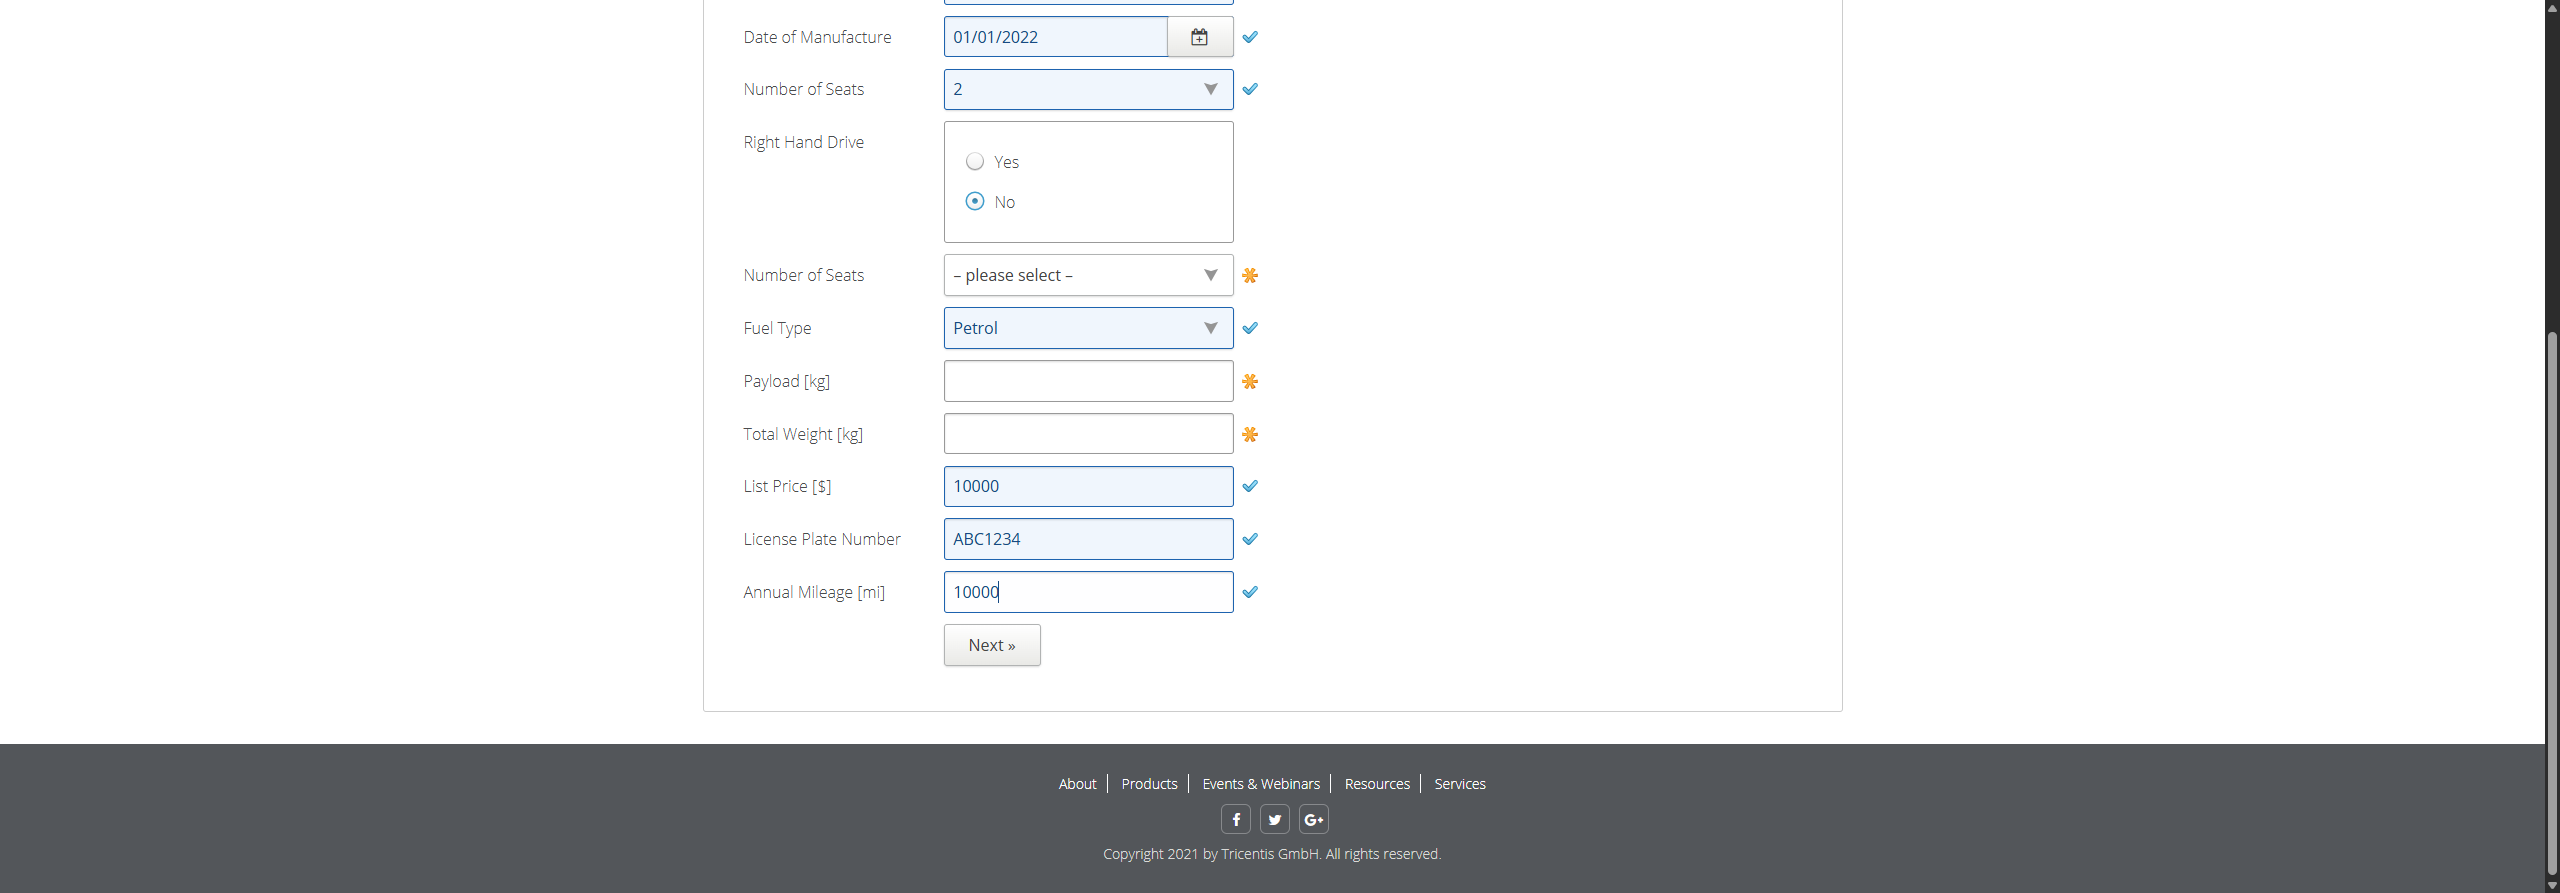 Date of Manufacture 01/01/2022
Number of Seats 2
Right Hand Drive
Yes
No
Number of Seats – please select –
Fuel Type Petrol
Payload [kg]
Total Weight [kg]
List Price [$] 10000
License Plate Number ABC1234
Annual Mileage [mi] 10000
Next »
About Products Events & Webinars Resources Services
Copyright 2021 by Tricentis GmbH. All rights reserved.